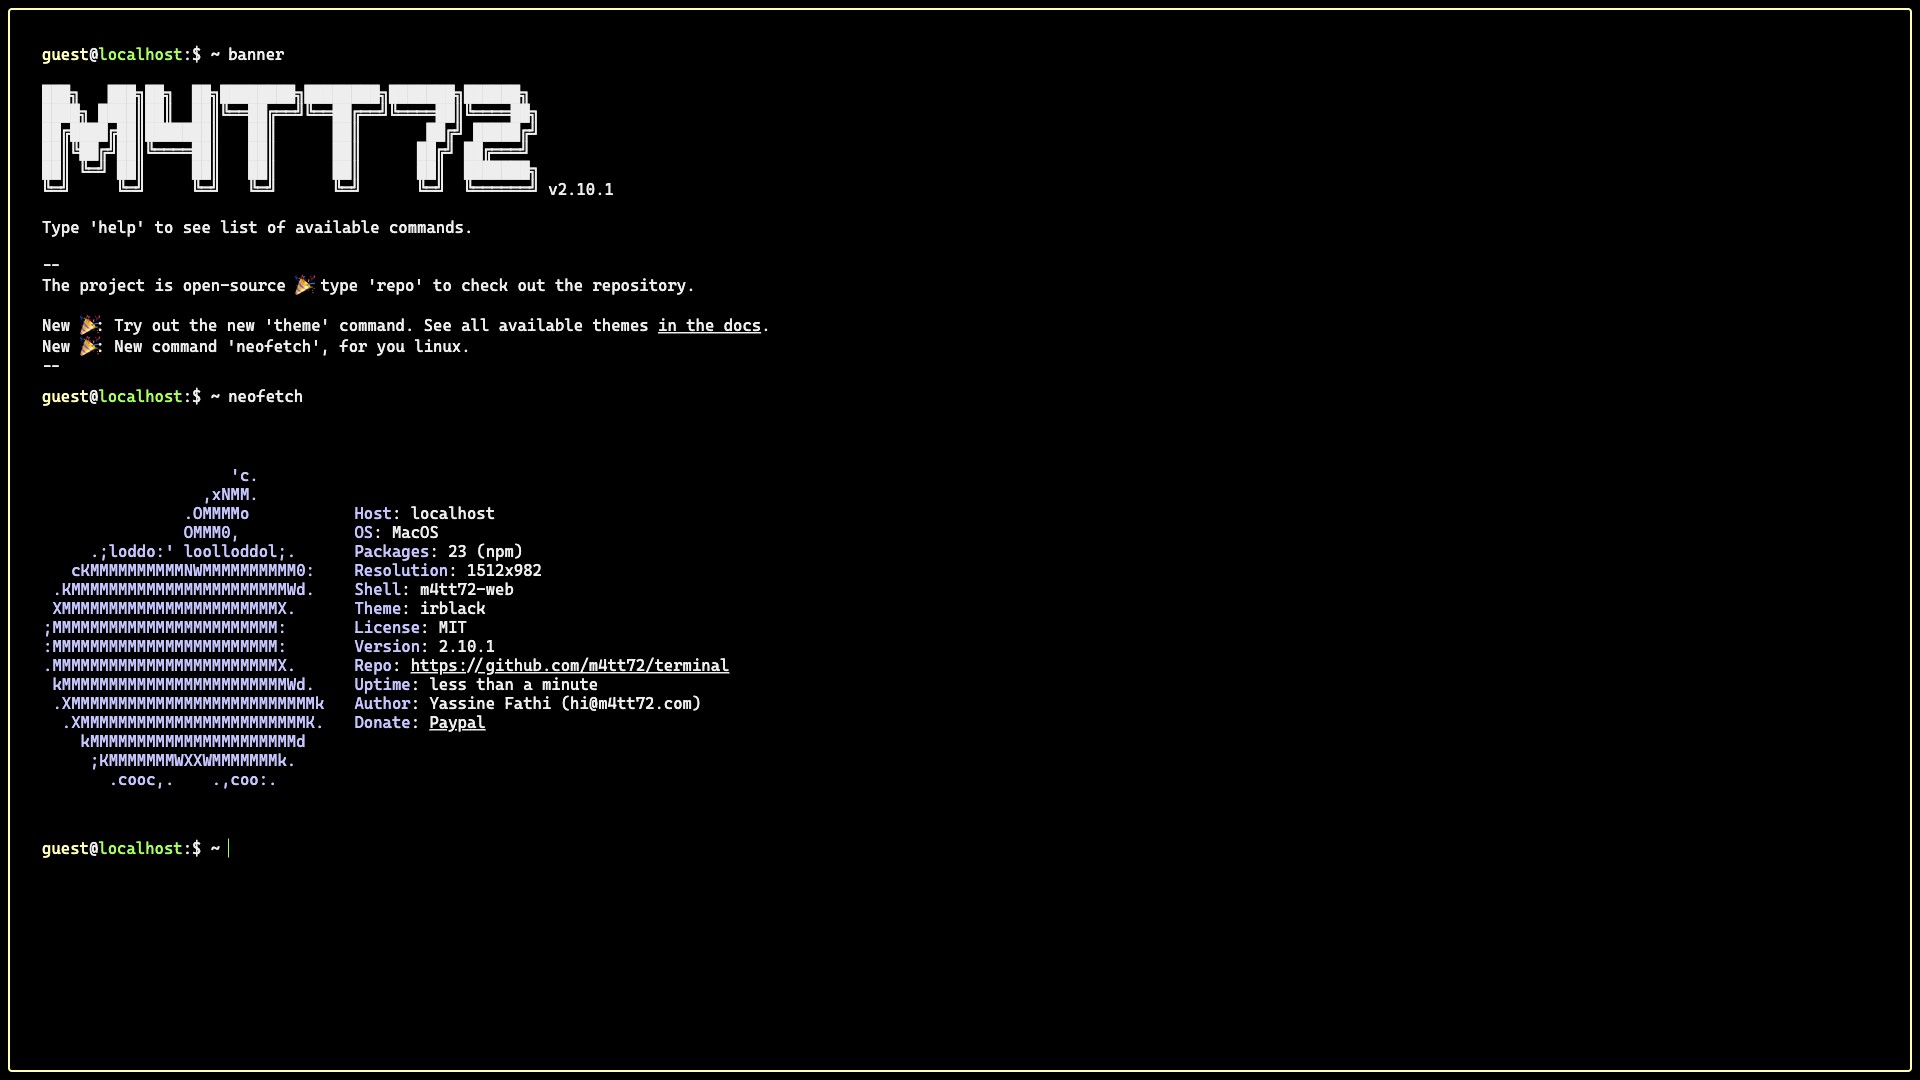 guest@localhost:$ ~ banner
M4TT72 v2.10.1
Type 'help' to see list of available commands.
--
The project is open-source 🎉 type 'repo' to check out the repository.
New 🎉: Try out the new 'theme' command. See all available themes in the docs.
New 🎉: New command 'neofetch', for you linux.
--
guest@localhost:$ ~ neofetch
'c.
,xNMM.
.OMMMMo Host: localhost
OMMM0, OS: MacOS
.;loddo:' loolloddol;. Packages: 23 (npm)
cKMMMMMMMMMMNWMMMMMMMMMM0: Resolution: 1512x982
.KMMMMMMMMMMMMMMMMMMMMMMMWd. Shell: m4tt72-web
XMMMMMMMMMMMMMMMMMMMMMMMX. Theme: irblack
;MMMMMMMMMMMMMMMMMMMMMMMM: License: MIT
:MMMMMMMMMMMMMMMMMMMMMMMM: Version: 2.10.1
.MMMMMMMMMMMMMMMMMMMMMMMMX. Repo: https://github.com/m4tt72/terminal
kMMMMMMMMMMMMMMMMMMMMMMMMWd. Uptime: less than a minute
.XMMMMMMMMMMMMMMMMMMMMMMMMMMk Author: Yassine Fathi (hi@m4tt72.com)
.XMMMMMMMMMMMMMMMMMMMMMMMMK. Donate: Paypal
kMMMMMMMMMMMMMMMMMMMMMMd
;KMMMMMMMWXXWMMMMMMMk.
.cooc,. .,coo:.
guest@localhost:$ ~